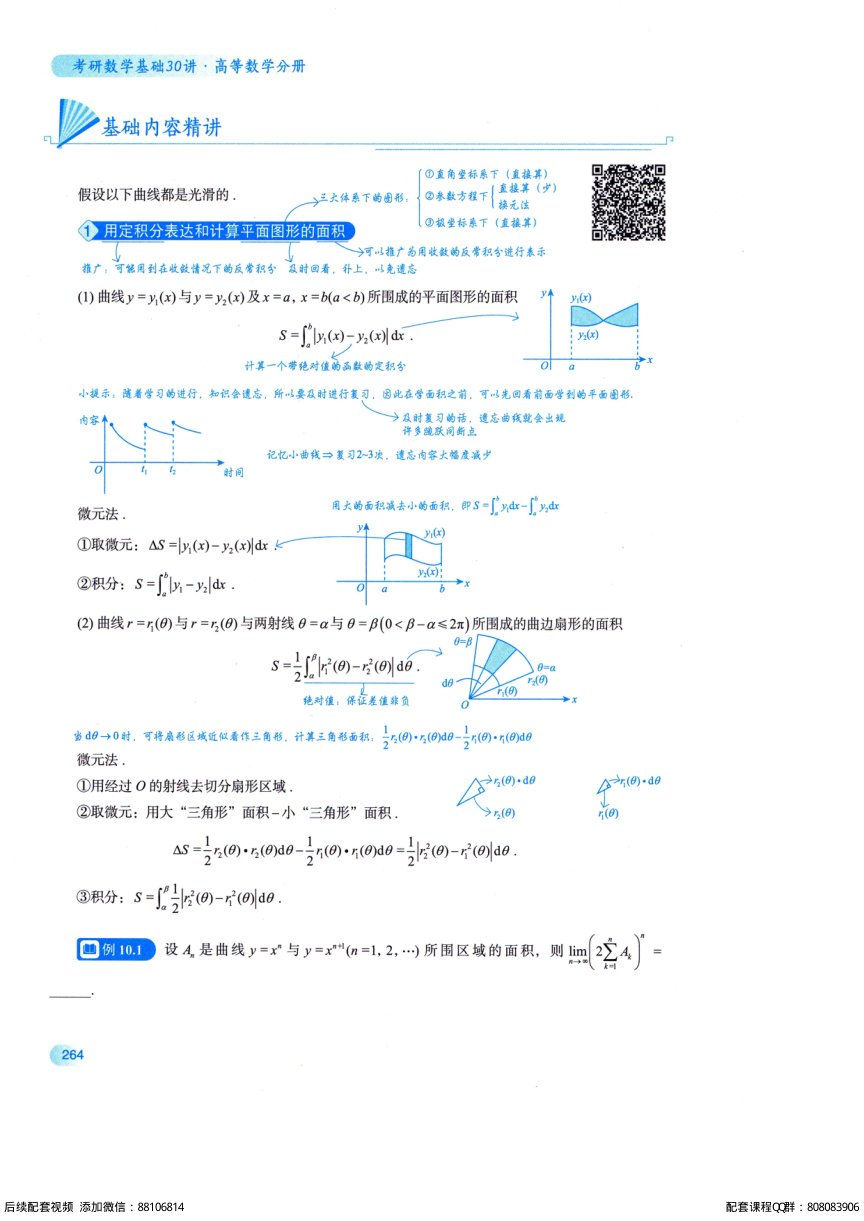 考研数学基础30讲·高等数学分册
基础内容精讲
假设以下曲线都是光滑的.
三大体系下的图形:
①直角坐标系下(直接算)
②参数方程下
直接算(少)
换元法
③极坐标系下(直接算)
1 用定积分表达和计算平面图形的面积
可以推广为用收敛的反常积分进行表示
推广:可能用到在收敛情况下的反常积分 及时回看,补上,以免遗忘
(1) 曲线 y = y₁(x) 与 y = y₂(x) 及 x = a, x = b(a < b) 所围成的平面图形的面积
S = ∫ₐᵇ |y₁(x) − y₂(x)| dx .
计算一个带绝对值的函数的定积分
y
y₁(x)
y₂(x)
O a b x
小提示:随着学习的进行,知识会遗忘,所以要及时进行复习,因此在学面积之前,可以先回看前面学到的平面图形.
内容
及时复习的话,遗忘曲线就会出现
许多跳跃间断点
记忆小曲线⇒复习2~3次,遗忘内容大幅度减少
O t₁ t₂ 时间
用大的面积减去小的面积,即 S = ∫ₐᵇ y₁dx − ∫ₐᵇ y₂dx
微元法.
①取微元:ΔS = |y₁(x) − y₂(x)| dx .
y
y₁(x)
y₂(x)
O a b x
②积分:S = ∫ₐᵇ |y₁ − y₂| dx .
(2) 曲线 r = r₁(θ) 与 r = r₂(θ) 与两射线 θ = α 与 θ = β(0 < β − α ≤ 2π) 所围成的曲边扇形的面积
S = 1/2 ∫_α^β |r₁²(θ) − r₂²(θ)| dθ .
绝对值:保证差值非负
θ=β
θ=α
dθ
r₂(θ)
r₁(θ)
O x
当 dθ→0时,可将扇形区域近似看作三角形,计算三角形面积:1/2 r₂(θ)·r₂(θ)dθ − 1/2 r₁(θ)·r₁(θ)dθ
微元法.
①用经过 O 的射线去切分扇形区域.
r₂(θ)·dθ
r₁(θ)·dθ
②取微元:用大“三角形”面积−小“三角形”面积.
r₂(θ)
r₁(θ)
ΔS = 1/2 r₂(θ)·r₂(θ)dθ − 1/2 r₁(θ)·r₁(θ)dθ = 1/2 |r₂²(θ) − r₁²(θ)| dθ .
③积分:S = ∫_α^β 1/2 |r₂²(θ) − r₁²(θ)| dθ .
例 10.1 设 Aₙ 是曲线 y = xⁿ 与 y = xⁿ⁺¹(n = 1, 2, ⋯) 所围区域的面积,则 lim_{n→∞} (2 ∑_{k=1}^{n} Aₖ)ⁿ =
______.
264
后续配套视频 添加微信:88106814
配套课程QQ群:808083906